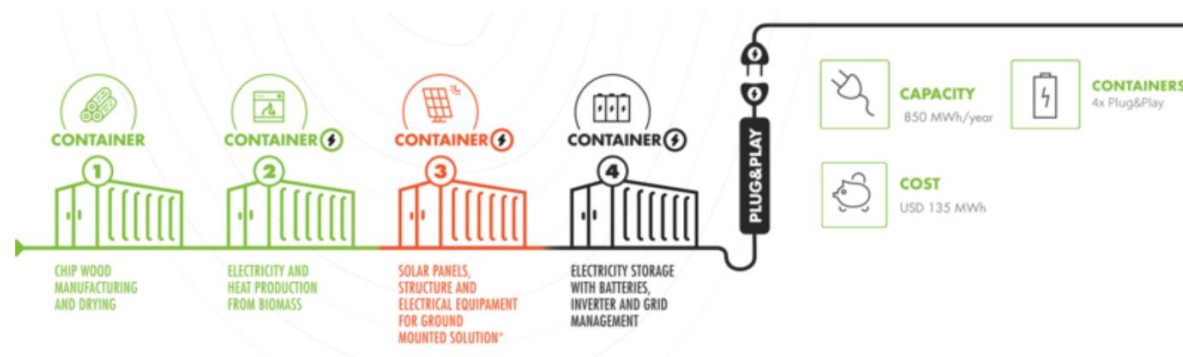 CONTAINER
1
CHIP WOOD
MANUFACTURING
AND DRYING
CONTAINER
2
ELECTRICITY AND
HEAT PRODUCTION
FROM BIOMASS
CONTAINER
3
SOLAR PANELS,
STRUCTURE AND
ELECTRICAL EQUIPAMENT
FOR GROUND
MOUNTED SOLUTION*
CONTAINER
4
ELECTRICITY STORAGE
WITH BATTERIES,
INVERTER AND GRID
MANAGEMENT
PLUG&PLAY
CAPACITY
850 MWh/year
CONTAINERS
4x Plug&Play
COST
USD 135 MWh